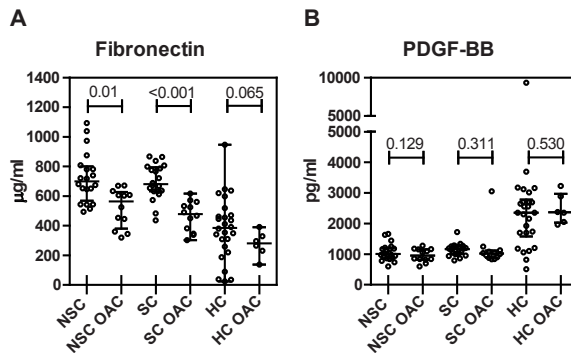 A
Fibronectin
μg/ml
1400
1200
1000
800
600
400
200
0
0.01
<0.001
0.065
NSC
NSC OAC
SC
SC OAC
HC
HC OAC
B
PDGF-BB
pg/ml
10000
5000
5000
4000
3000
2000
1000
0
0.129
0.311
0.530
NSC
NSC OAC
SC
SC OAC
HC
HC OAC